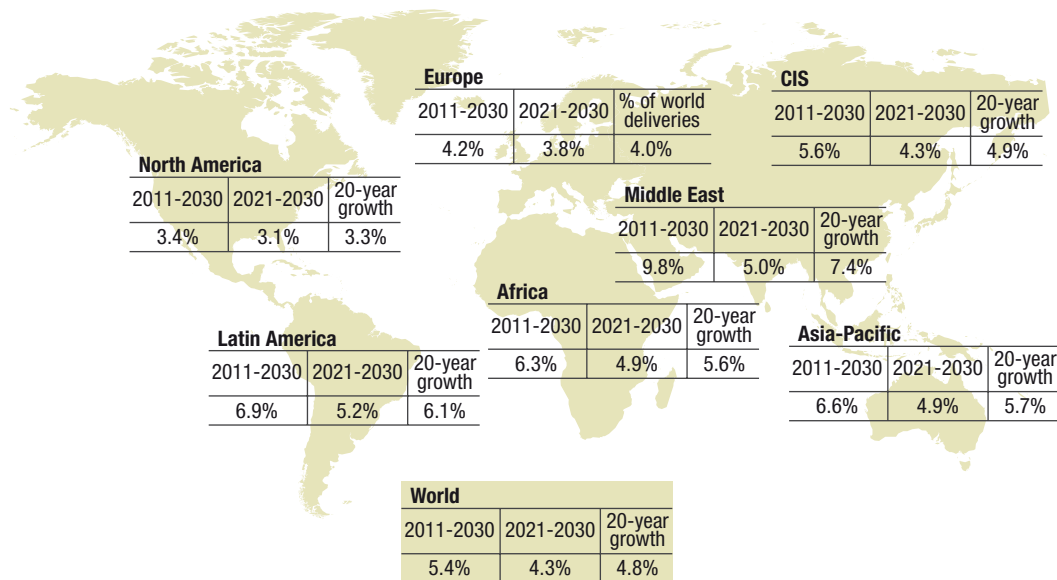 Europe
2011-2030 2021-2030 % of world
deliveries
4.2% 3.8% 4.0%
CIS
2011-2030 2021-2030 20-year
growth
5.6% 4.3% 4.9%
North America
2011-2030 2021-2030 20-year
growth
3.4% 3.1% 3.3%
Middle East
2011-2030 2021-2030 20-year
growth
9.8% 5.0% 7.4%
Africa
2011-2030 2021-2030 20-year
growth
6.3% 4.9% 5.6%
Latin America
2011-2030 2021-2030 20-year
growth
6.9% 5.2% 6.1%
Asia-Pacific
2011-2030 2021-2030 20-year
growth
6.6% 4.9% 5.7%
World
2011-2030 2021-2030 20-year
growth
5.4% 4.3% 4.8%